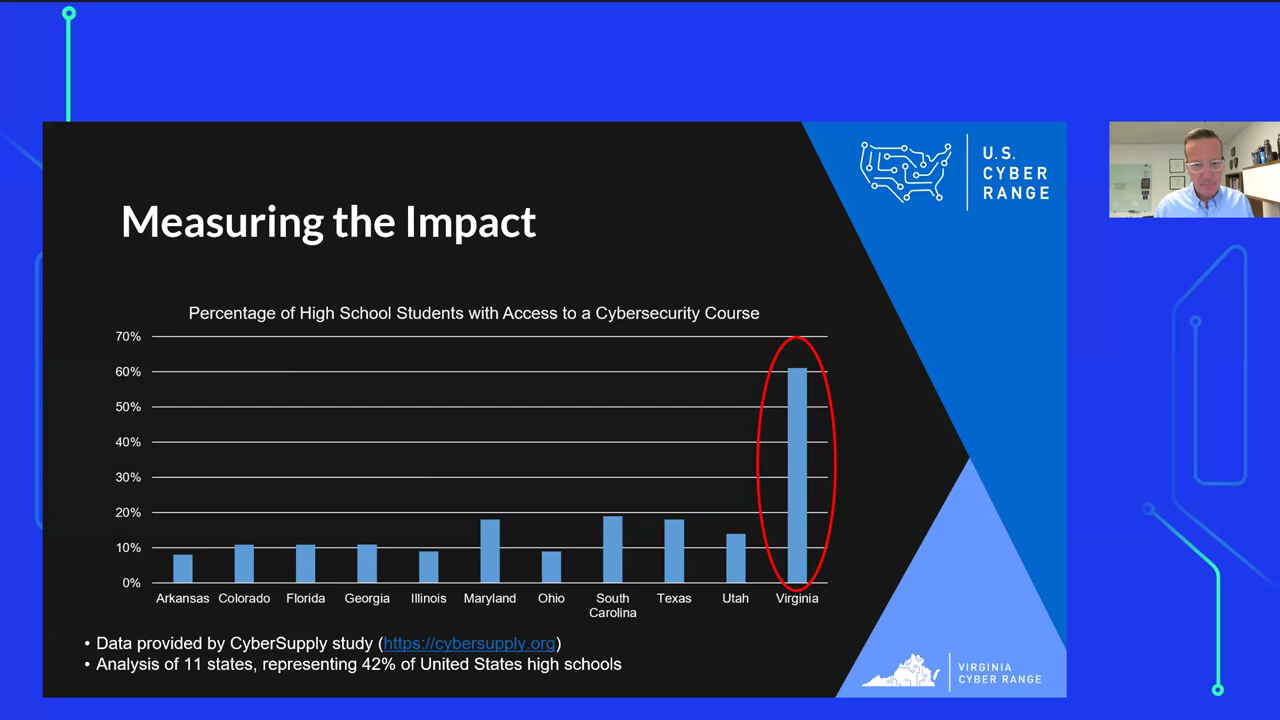 U.S.
CYBER
RANGE
Measuring the Impact
Percentage of High School Students with Access to a Cybersecurity Course
70%
60%
50%
40%
30%
20%
10%
0%
Arkansas Colorado Florida Georgia Illinois Maryland Ohio South Carolina Texas Utah Virginia
• Data provided by CyberSupply study (https://cybersupply.org)
• Analysis of 11 states, representing 42% of United States high schools
VIRGINIA
CYBER RANGE